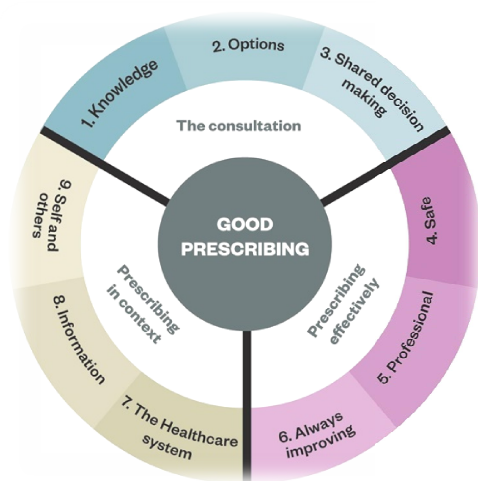 1. Knowledge
2. Options
3. Shared decision
making
The consultation
GOOD
PRESCRIBING
4. Safe
5. Professional
6. Always
improving
Prescribing
effectively
7. The Healthcare
system
8. Information
9. Self and
others
Prescribing
in context